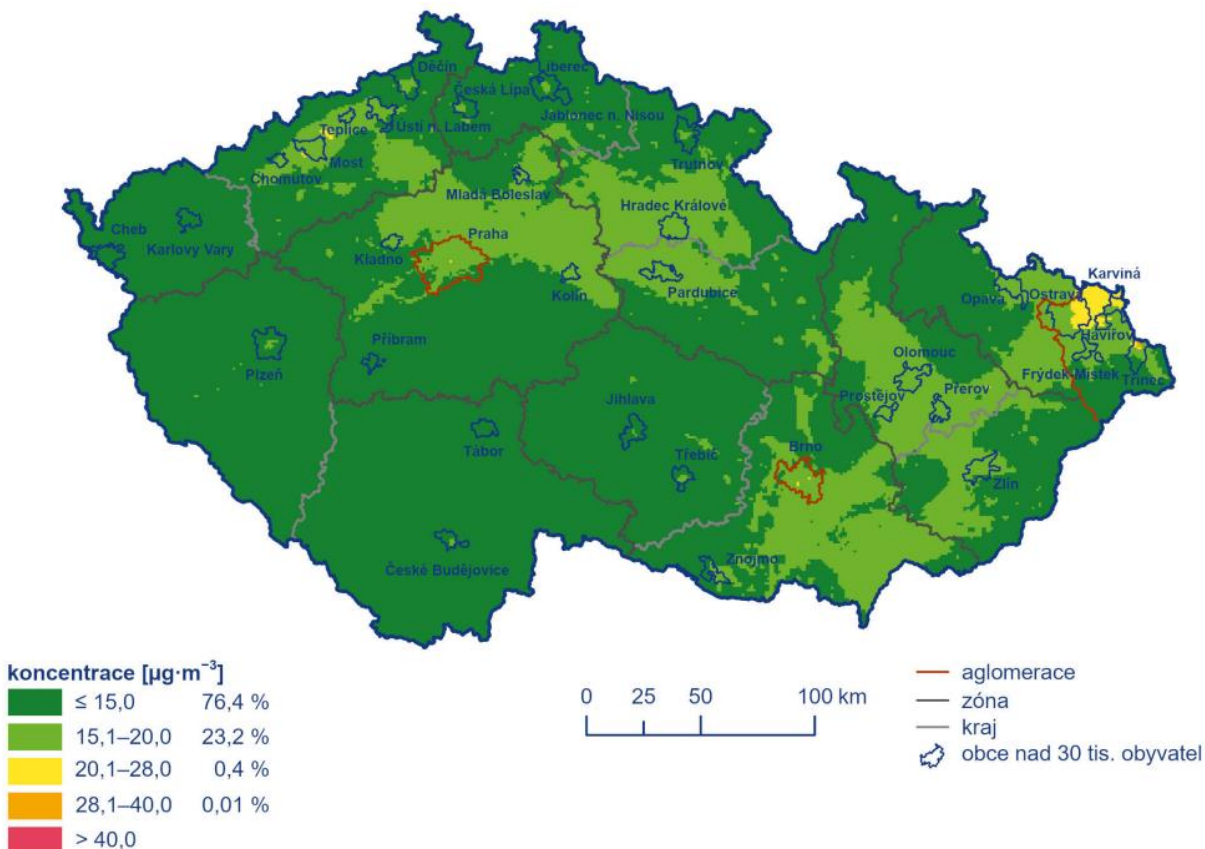 Děčín
Liberec
Česká Lípa
Jablonec n. Nisou
Teplice
Ústí n. Labem
Most
Chomutov
Trutnov
Mladá Boleslav
Hradec Králové
Cheb
Karlovy Vary
Praha
Kladno
Kolín
Pardubice
Karviná
Opava
Ostrava
Havířov
Příbram
Plzeň
Olomouc
Frýdek-Místek
Třinec
Prostějov
Přerov
Jihlava
Tábor
Třebíč
Brno
Zlín
České Budějovice
Znojmo
koncentrace [µg·m⁻³]
≤ 15,0 76,4 %
15,1–20,0 23,2 %
20,1–28,0 0,4 %
28,1–40,0 0,01 %
> 40,0
0 25 50 100 km
aglomerace
zóna
kraj
obce nad 30 tis. obyvatel